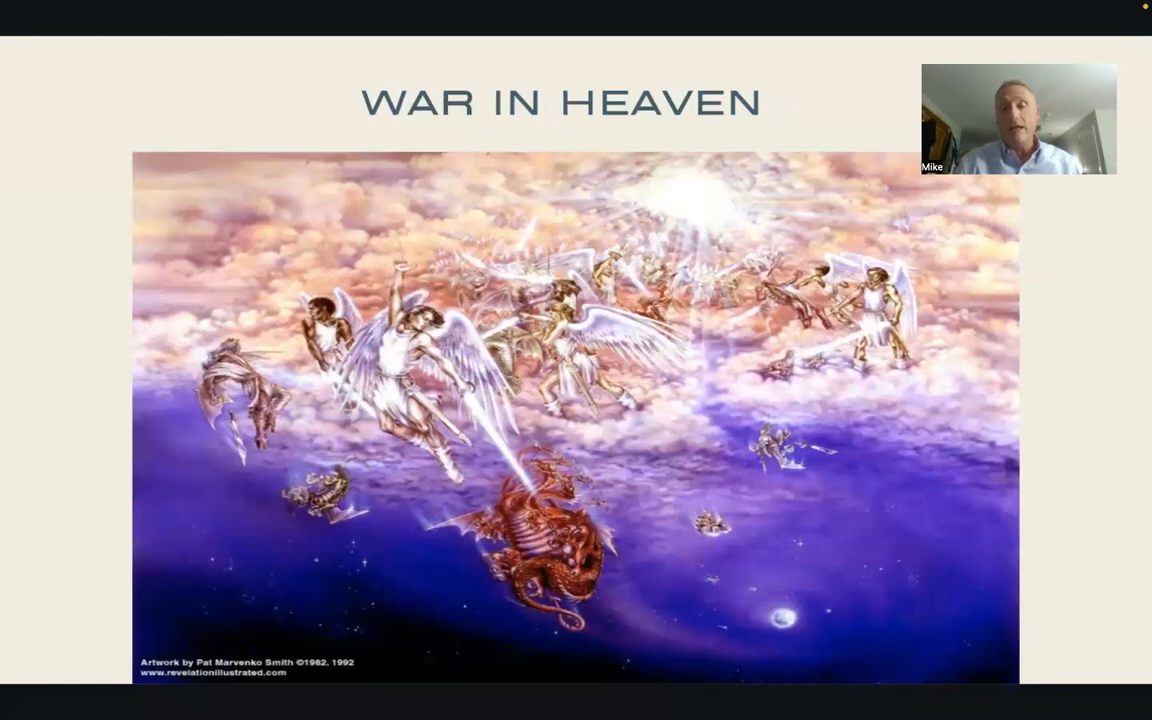 WAR IN HEAVEN
Mike
Artwork by Pat Marvenko Smith ©1982, 1992
www.revelationillustrated.com